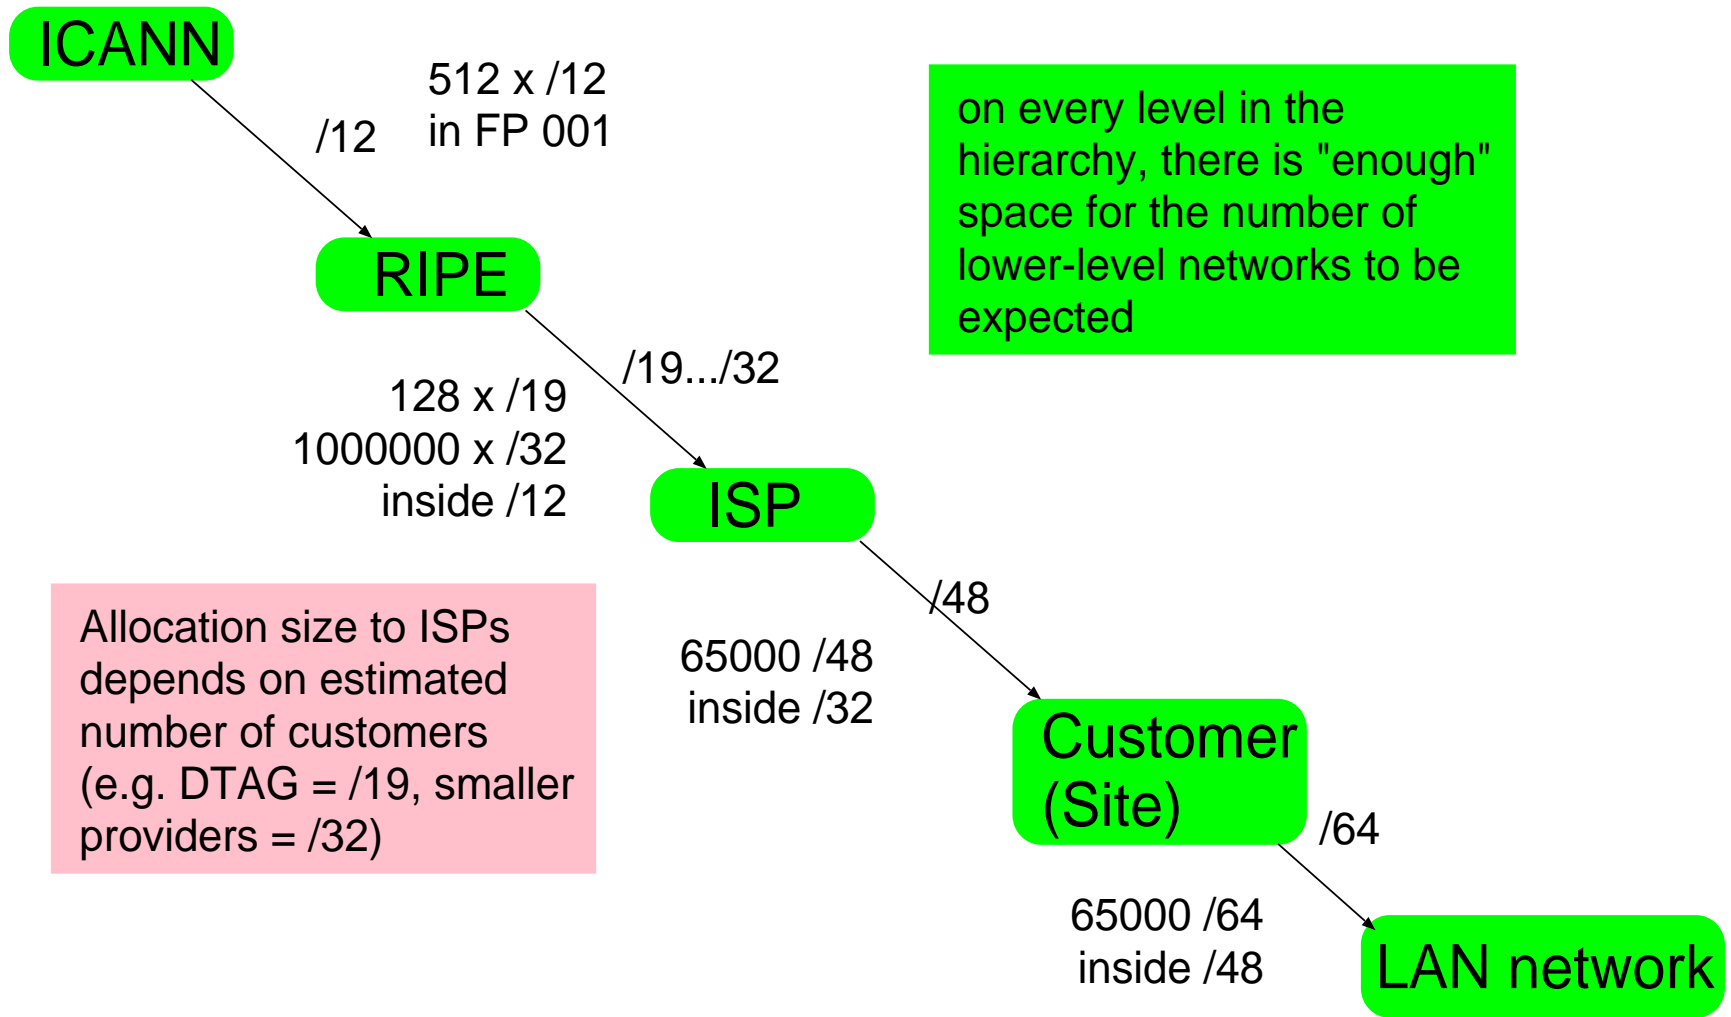 ICANN
512 x /12
in FP 001
/12
on every level in the
hierarchy, there is "enough"
space for the number of
lower-level networks to be
expected
RIPE
/19.../32
128 x /19
1000000 x /32
inside /12
ISP
/48
65000 /48
inside /32
Allocation size to ISPs
depends on estimated
number of customers
(e.g. DTAG = /19, smaller
providers = /32)
Customer
(Site)
/64
65000 /64
inside /48
LAN network